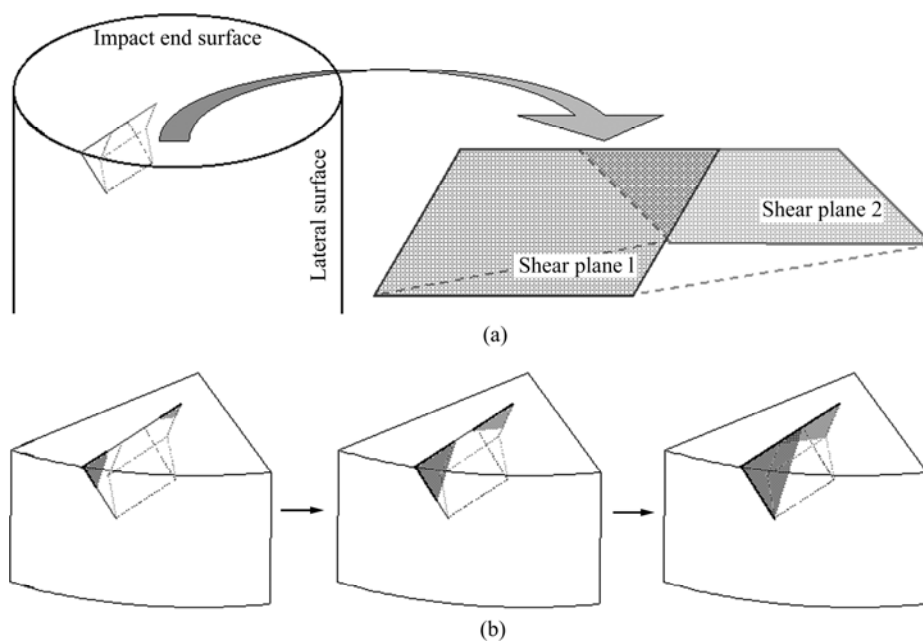 Impact end surface
Lateral surface
Shear plane 2
Shear plane 1
(a)
(b)